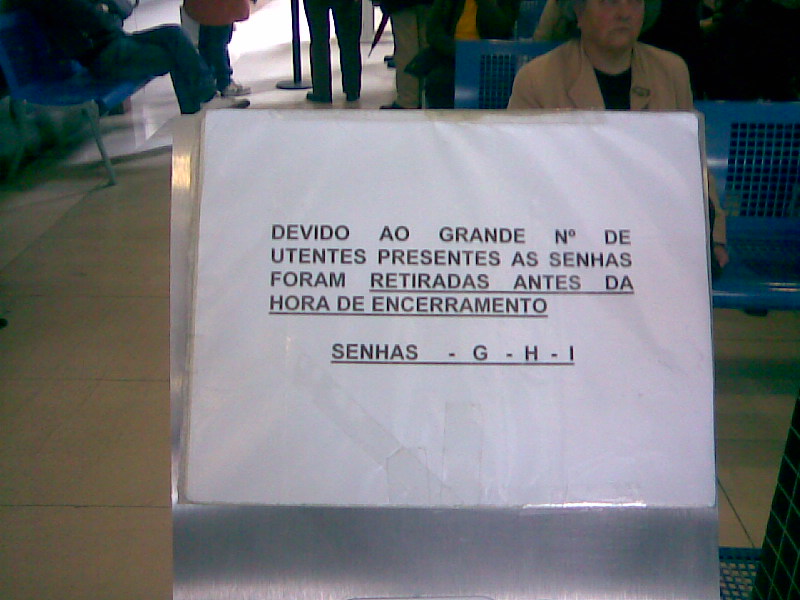 DEVIDO AO GRANDE Nº DE
UTENTES PRESENTES AS SENHAS
FORAM RETIRADAS ANTES DA
HORA DE ENCERRAMENTO
SENHAS - G - H - I